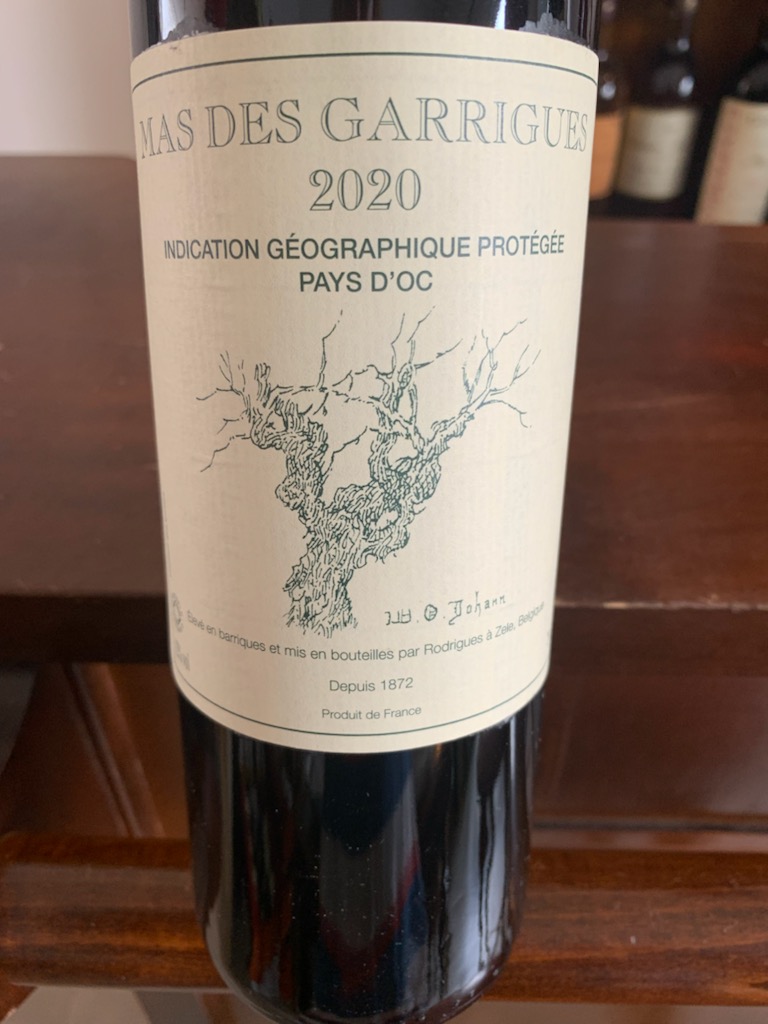 MAS DES GARRIGUES
2020
INDICATION GÉOGRAPHIQUE PROTÉGÉE
PAYS D'OC
Johann
Élevé en barriques et mis en bouteilles par Rodrigues à Zele, Belgique
Depuis 1872
Produit de France